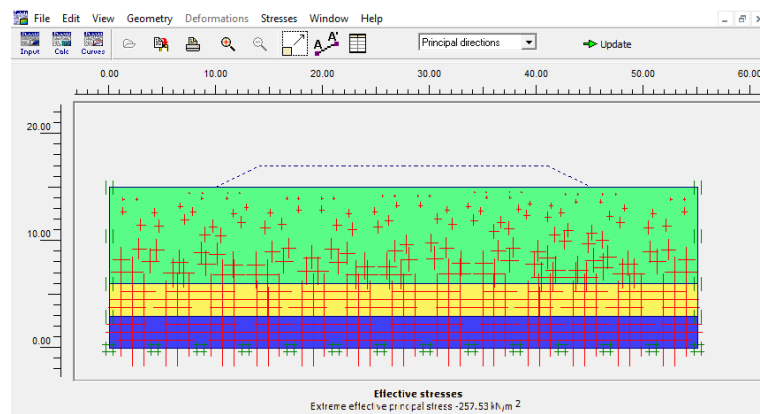 File Edit View Geometry Deformations Stresses Window Help
Input Calc Curves A A' Principal directions Update
0.00 10.00 20.00 30.00 40.00 50.00 60.00
20.00
10.00
0.00
Effective stresses
Extreme effective principal stress -257.53 kN/m 2